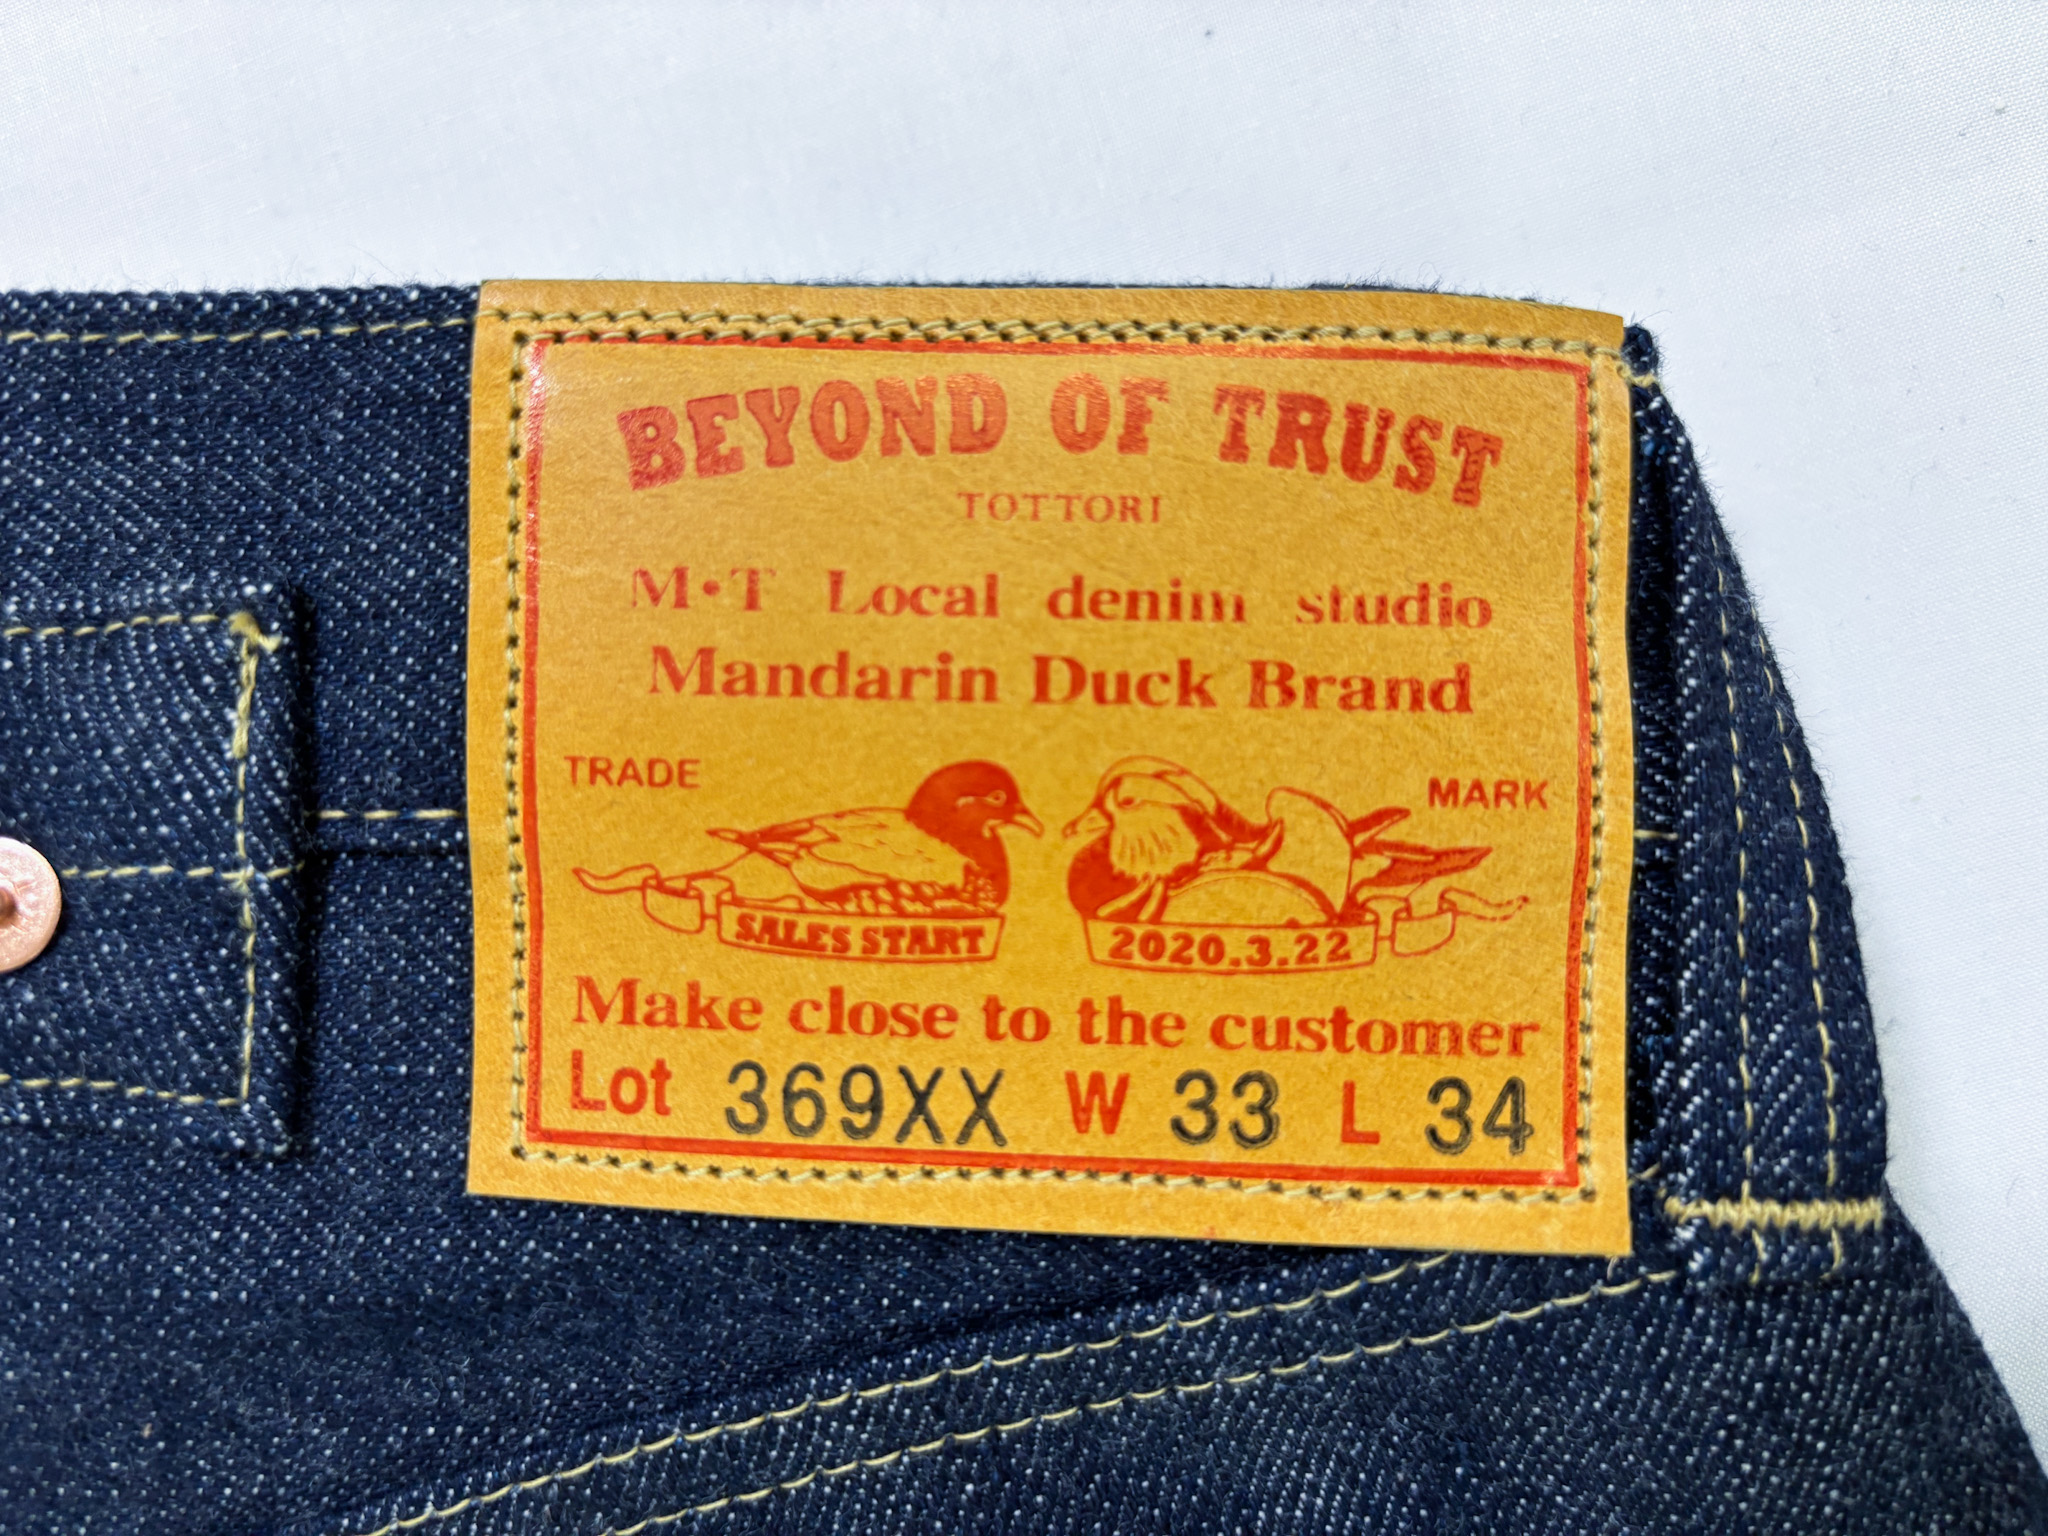 BEYOND OF TRUST
TOTTORI
M•T Local denim studio
Mandarin Duck Brand
TRADE MARK
SALES START 2020.3.22
Make close to the customer
Lot 369XX W 33 L 34